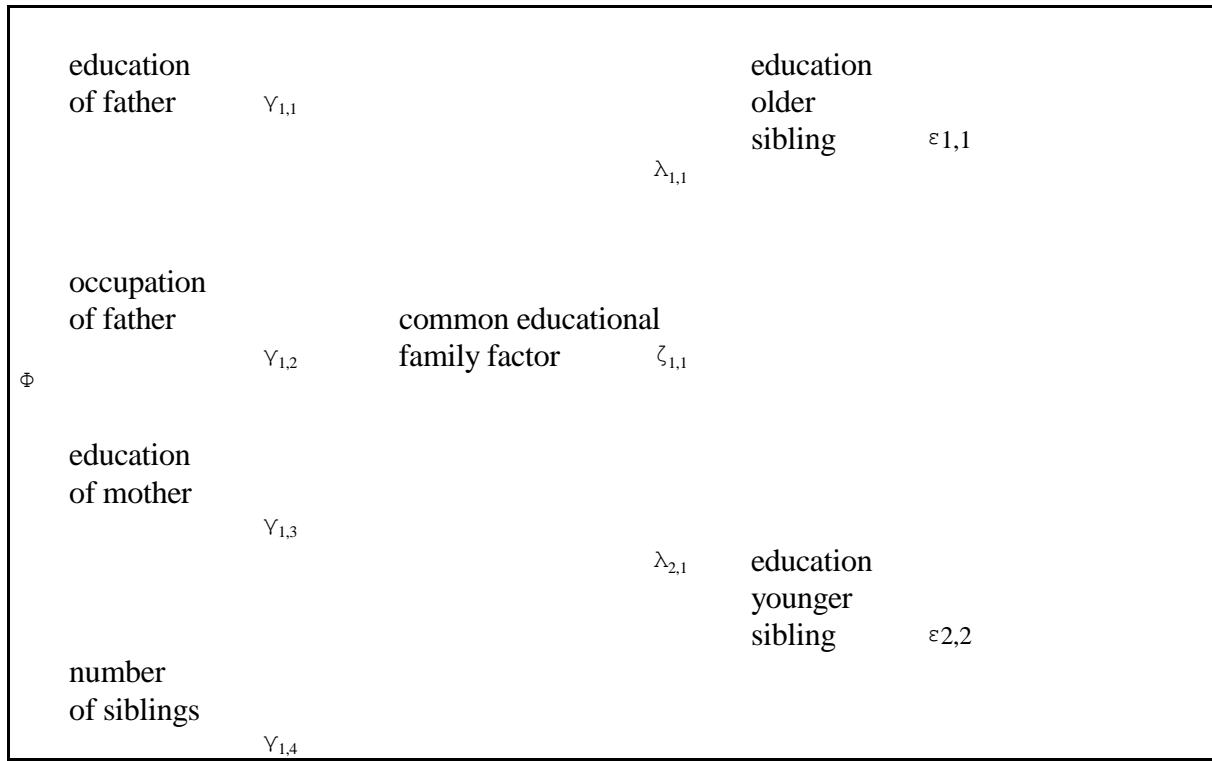 education
of father γ1,1
education
older
sibling ε1,1
λ1,1
occupation
of father
γ1,2
common educational
family factor ζ1,1
Φ
education
of mother
γ1,3
λ2,1
education
younger
sibling ε2,2
number
of siblings
γ1,4